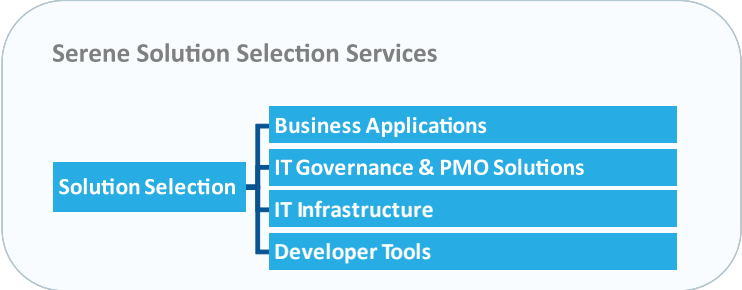 Serene Solution Selection Services
Solution Selection
Business Applications
IT Governance & PMO Solutions
IT Infrastructure
Developer Tools